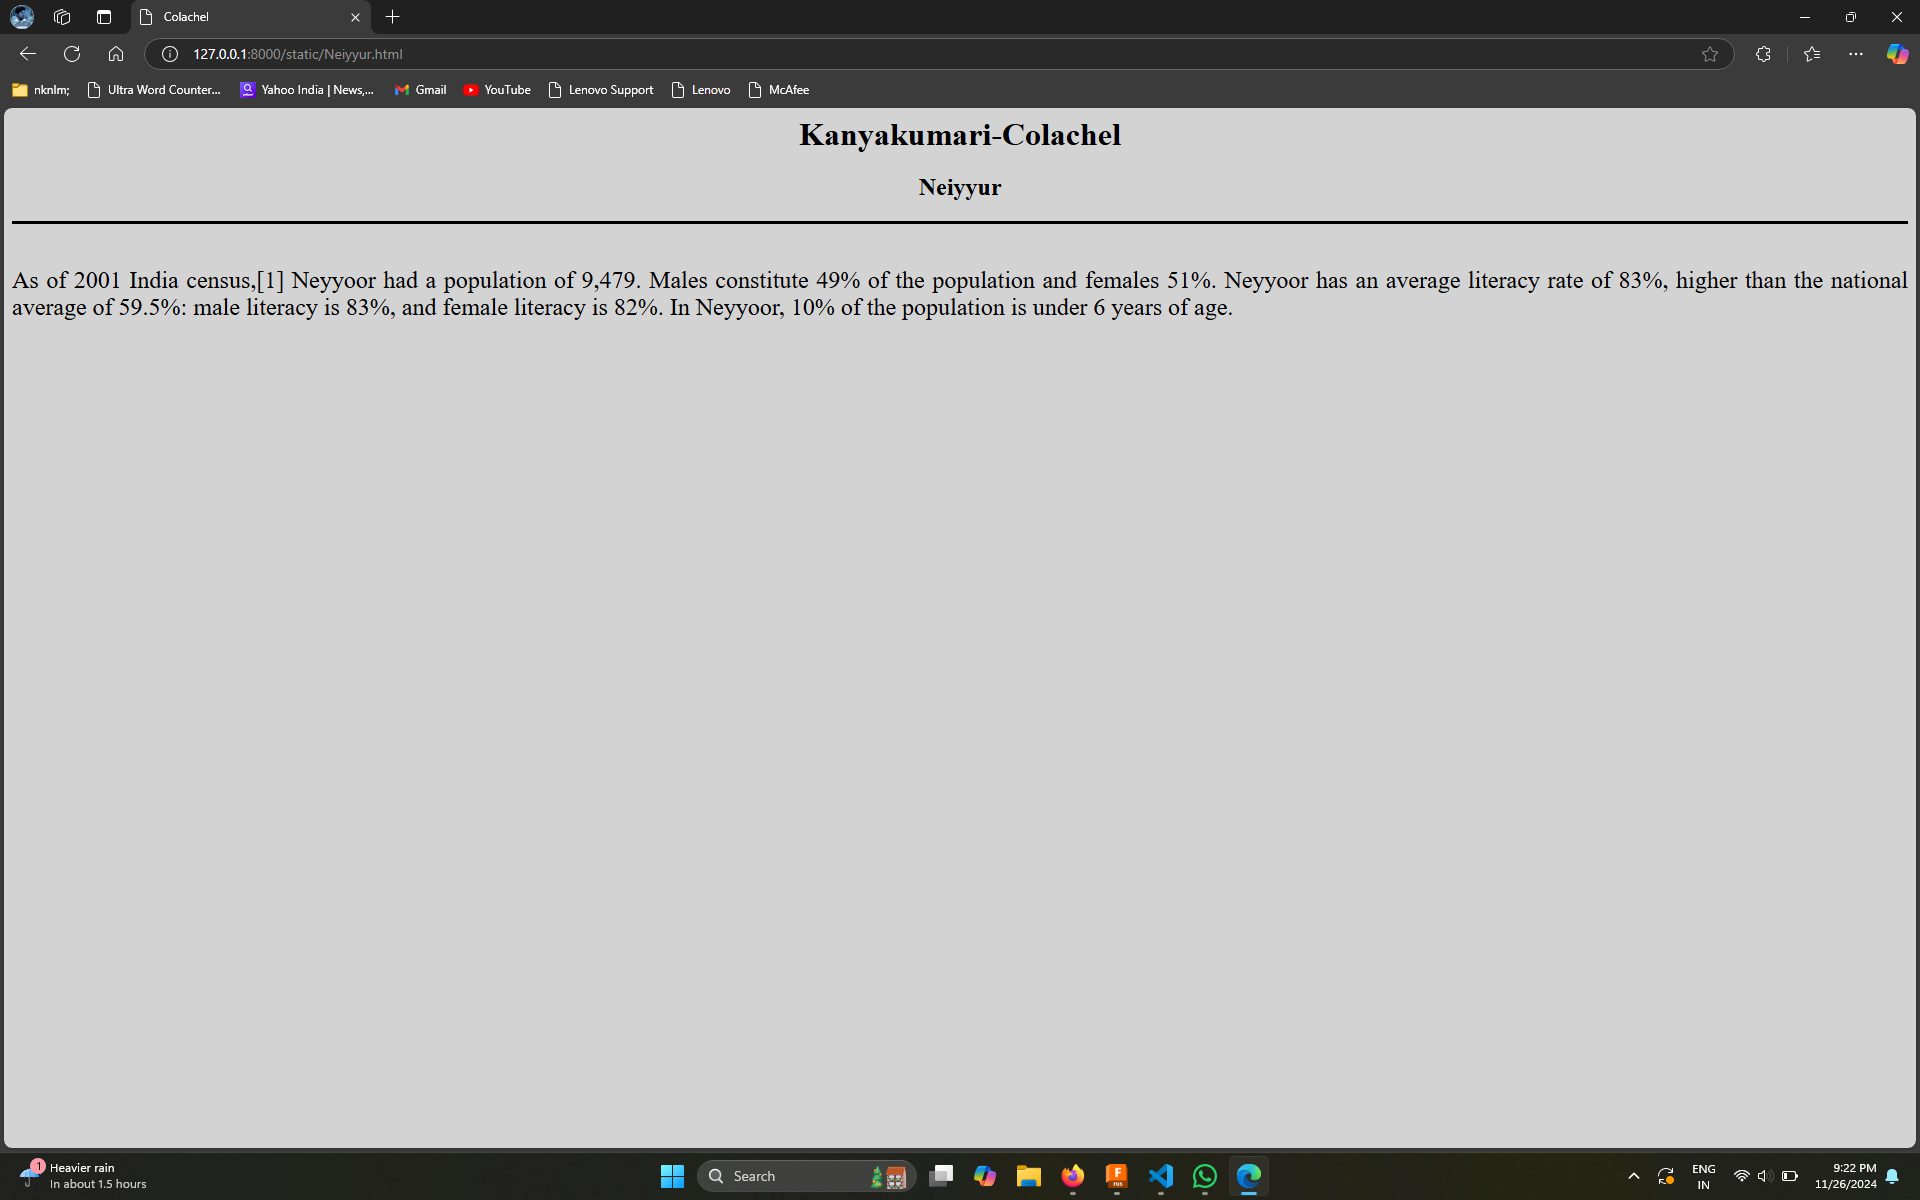 Colachel
127.0.0.1:8000/static/Neiyyur.html
nknlm;
Ultra Word Counter...
Yahoo India | News,...
Gmail
YouTube
Lenovo Support
Lenovo
McAfee
Kanyakumari-Colachel
Neiyyur
As of 2001 India census,[1] Neyyoor had a population of 9,479. Males constitute 49% of the population and females 51%. Neyyoor has an average literacy rate of 83%, higher than the national
average of 59.5%: male literacy is 83%, and female literacy is 82%. In Neyyoor, 10% of the population is under 6 years of age.
1
Heavier rain
In about 1.5 hours
Search
F
FUS
ENG
IN
9:22 PM
11/26/2024